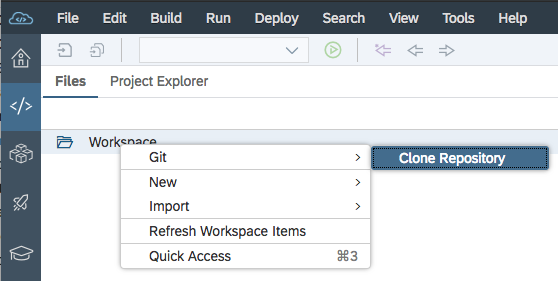 File Edit Build Run Deploy Search View Tools Help
Files Project Explorer
</>
Workspace
Git Clone Repository
New
Import
Refresh Workspace Items
Quick Access ⌘3